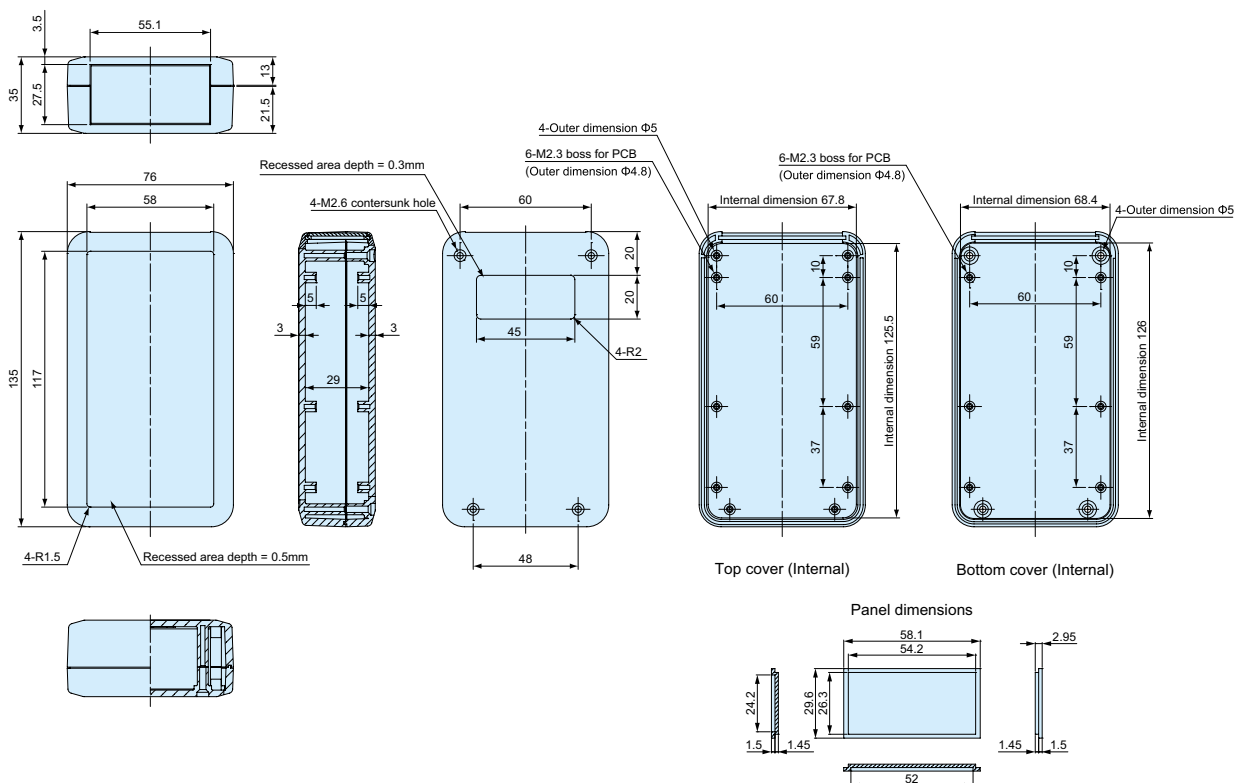 3.5
55.1
35
27.5
13
21.5
76
58
135
117
4-R1.5
Recessed area depth = 0.5mm
5
5
3
3
29
Recessed area depth = 0.3mm
4-M2.6 contersunk hole
60
20
20
45
4-R2
48
4-Outer dimension Φ5
6-M2.3 boss for PCB
(Outer dimension Φ4.8)
Internal dimension 67.8
10
60
59
37
Internal dimension 125.5
Top cover (Internal)
6-M2.3 boss for PCB
(Outer dimension Φ4.8)
Internal dimension 68.4
4-Outer dimension Φ5
10
60
59
37
Internal dimension 126
Bottom cover (Internal)
Panel dimensions
58.1
54.2
2.95
24.2
29.6
26.3
1.5
1.45
1.45
1.5
52